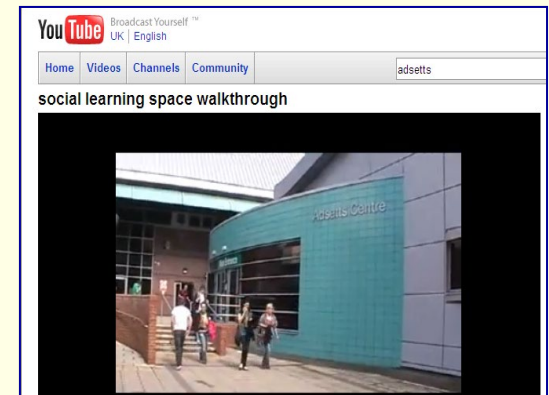 You Tube Broadcast Yourself ™
UK | English
Home Videos Channels Community adsetts
social learning space walkthrough
Adsetts Centre